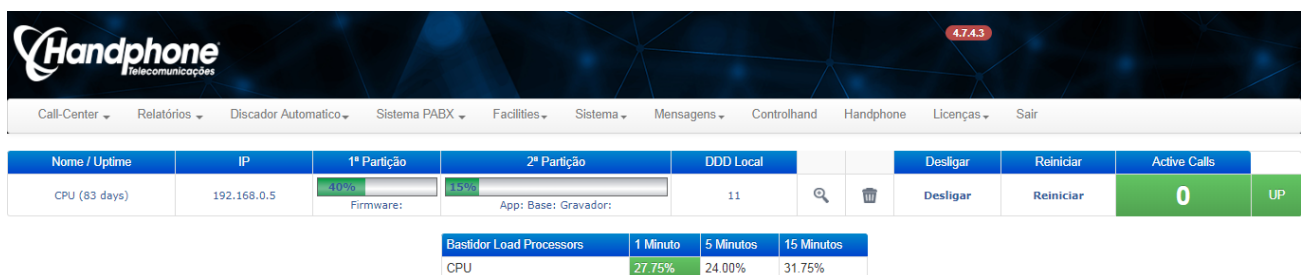 4.7.4.3
Handphone
Telecomunicações
Call-Center Relatórios Discador Automatico Sistema PABX Facilities Sistema Mensagens Controlhand Handphone Licenças Sair
Nome / Uptime IP 1ª Partição 2ª Partição DDD Local Desligar Reiniciar Active Calls
CPU (83 days) 192.168.0.5 40% 15% 11 Desligar Reiniciar 0 UP
Firmware: App: Base: Gravador:
Bastidor Load Processors 1 Minuto 5 Minutos 15 Minutos
CPU 27.75% 24.00% 31.75%